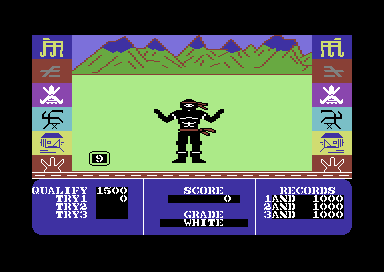 9
QUALIFY 1500
TRY1 0
TRY2
TRY3
SCORE
0
GRADE
WHITE
RECORDS
1AND 1000
2AND 1000
3AND 1000